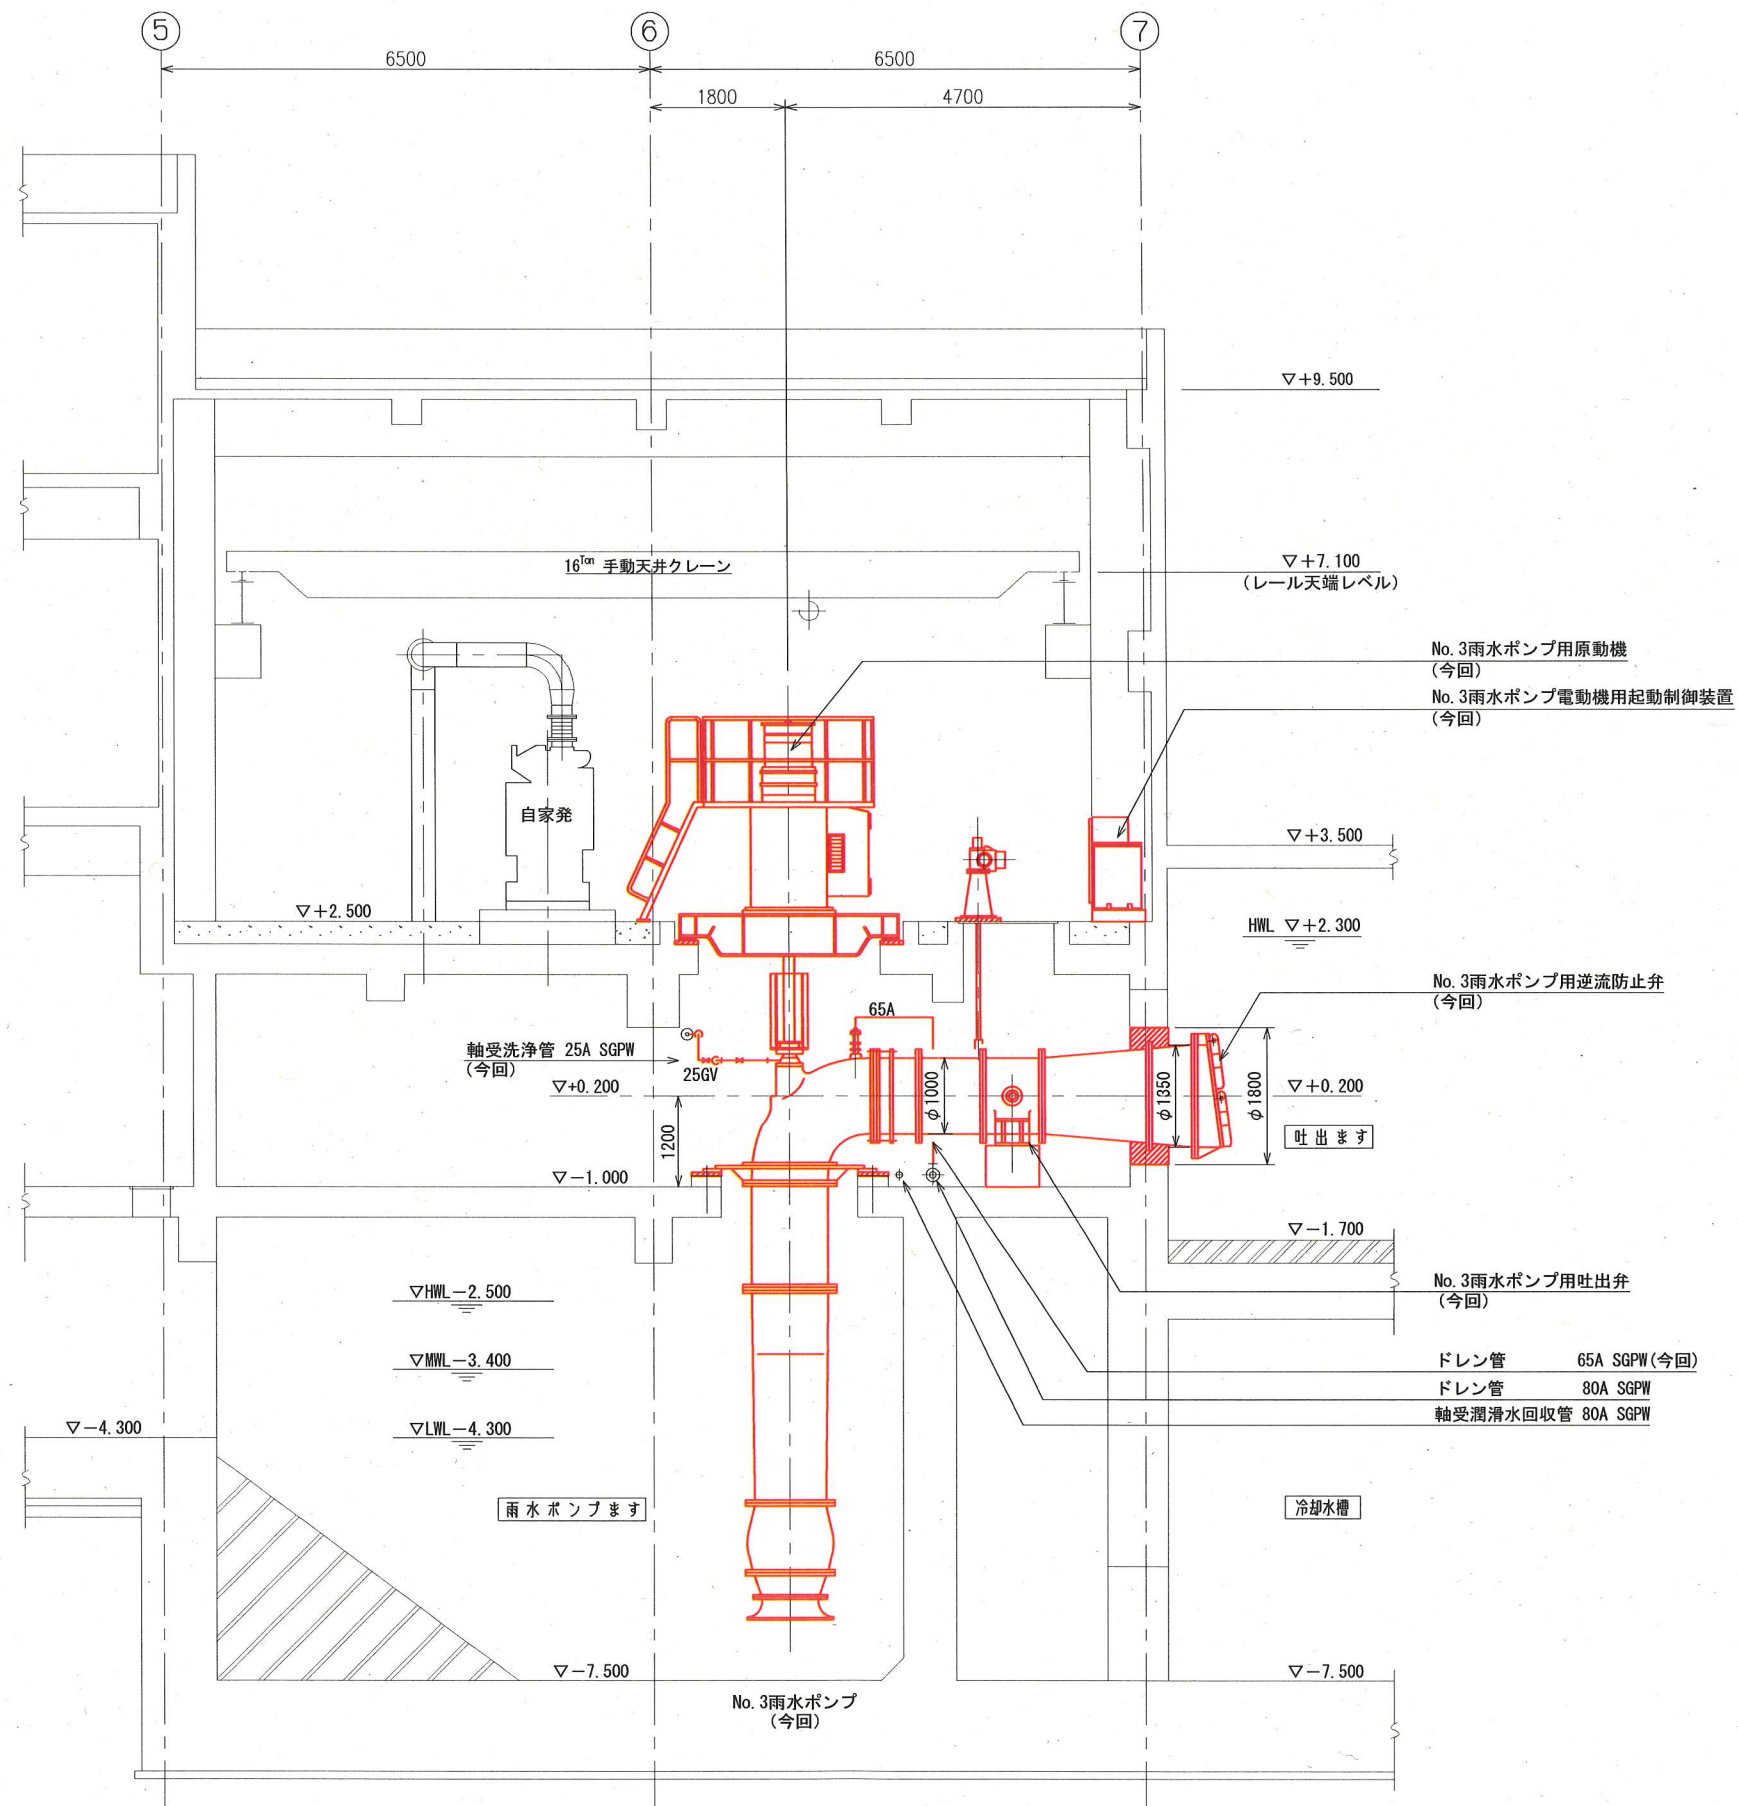 5 6 7
6500 6500
1800 4700
▽+9.500
16Ton 手動天井クレーン
▽+7.100
(レール天端レベル)
No.3雨水ポンプ用原動機
(今回)
No.3雨水ポンプ電動機用起動制御装置
(今回)
自家発
▽+3.500
▽+2.500
HWL ▽+2.300
No.3雨水ポンプ用逆流防止弁
(今回)
65A
軸受洗浄管 25A SGPW
(今回)
25GV
▽+0.200
1200
φ1000
φ1350
φ1800
▽+0.200
吐出ます
▽-1.000
▽-1.700
▽HWL-2.500
No.3雨水ポンプ用吐出弁
(今回)
▽MWL-3.400
ドレン管 65A SGPW(今回)
ドレン管 80A SGPW
軸受潤滑水回収管 80A SGPW
▽-4.300
▽LWL-4.300
雨水ポンプます
冷却水槽
▽-7.500
▽-7.500
No.3雨水ポンプ
(今回)